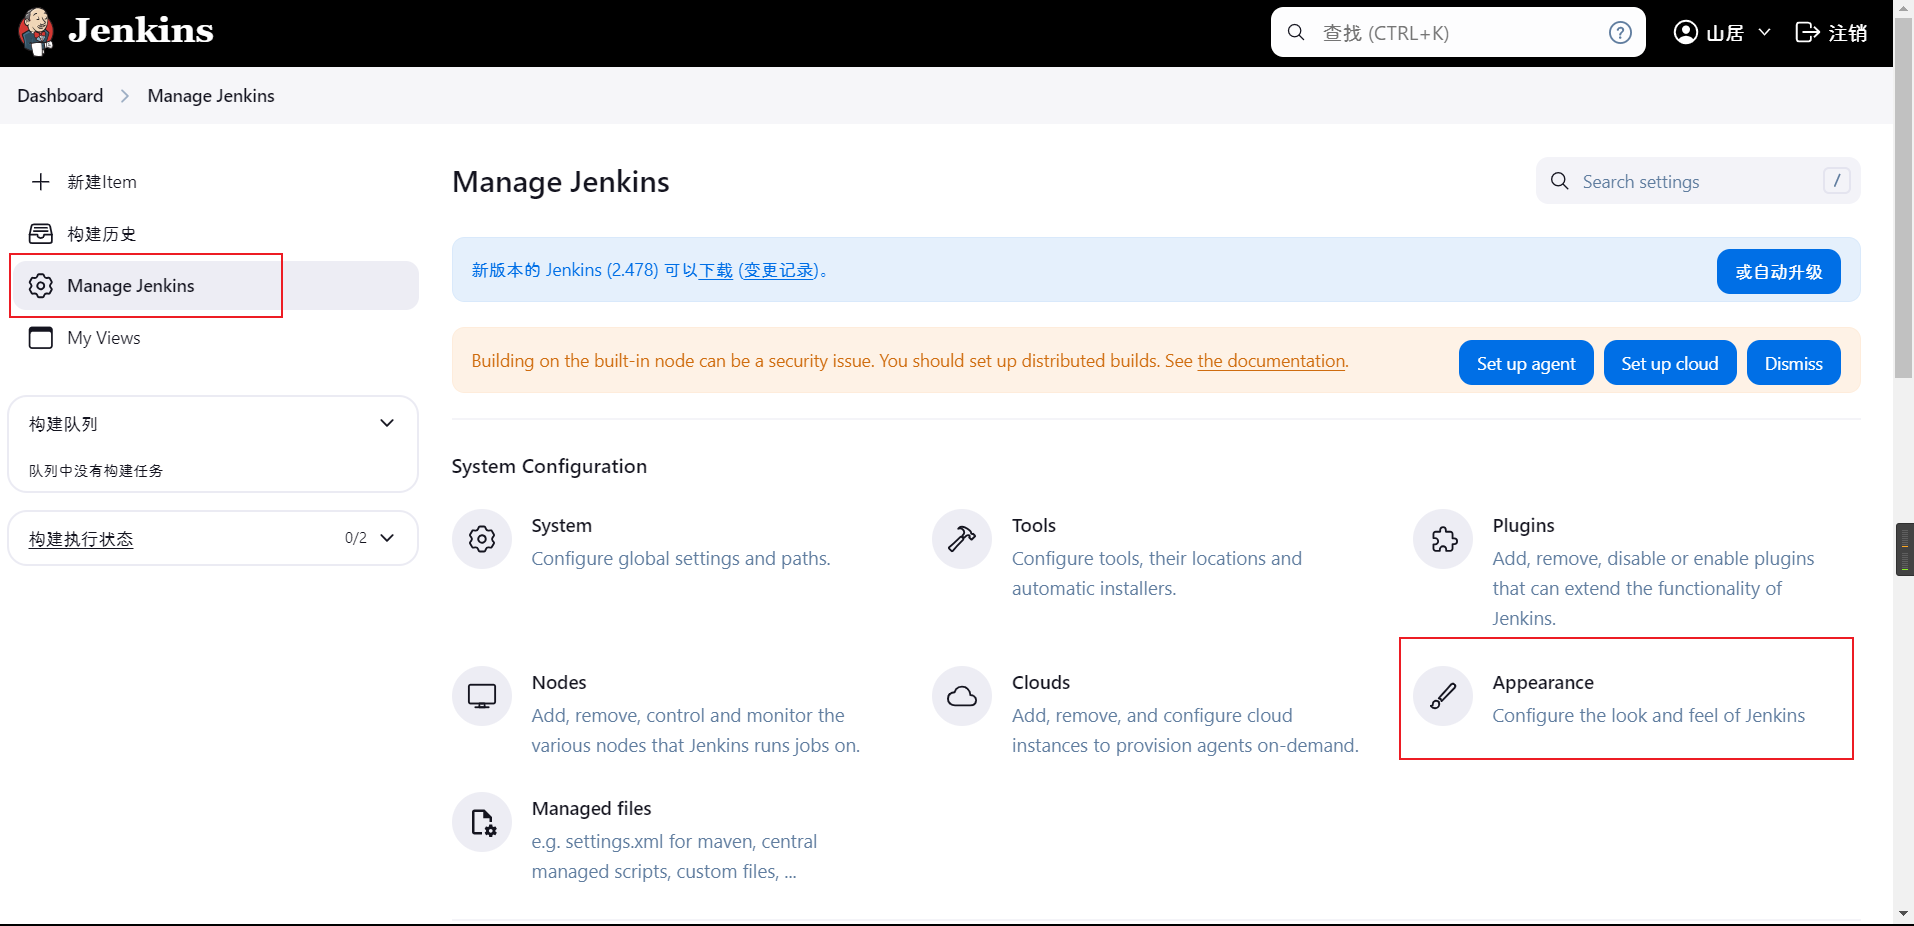 Jenkins
查找 (CTRL+K)
?
山居
注销
Dashboard
Manage Jenkins
新建Item
构建历史
Manage Jenkins
My Views
构建队列
队列中没有构建任务
构建执行状态
0/2
Manage Jenkins
Search settings
/
新版本的 Jenkins (2.478) 可以下载 (变更记录)。
或自动升级
Building on the built-in node can be a security issue. You should set up distributed builds. See the documentation.
Set up agent
Set up cloud
Dismiss
System Configuration
System
Configure global settings and paths.
Tools
Configure tools, their locations and
automatic installers.
Plugins
Add, remove, disable or enable plugins
that can extend the functionality of
Jenkins.
Nodes
Add, remove, control and monitor the
various nodes that Jenkins runs jobs on.
Clouds
Add, remove, and configure cloud
instances to provision agents on-demand.
Appearance
Configure the look and feel of Jenkins
Managed files
e.g. settings.xml for maven, central
managed scripts, custom files, ...